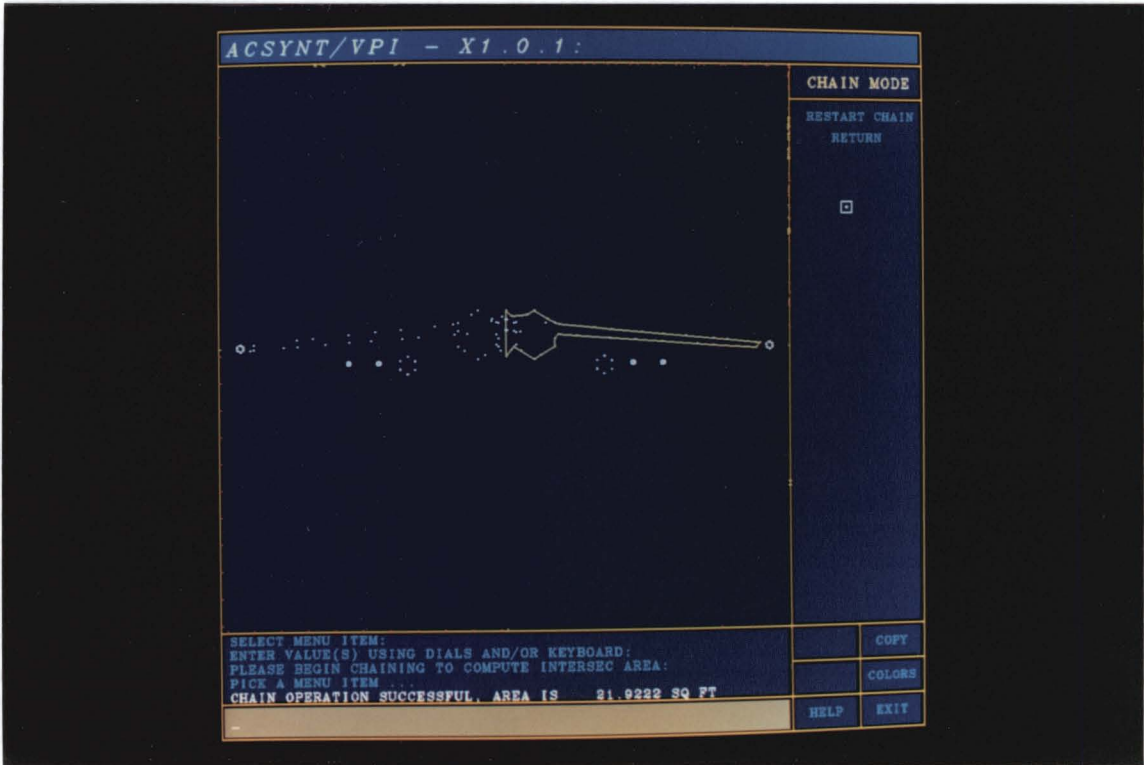 ACSYNT/VPI - X1.0.1:
CHAIN MODE
RESTART CHAIN
RETURN
SELECT MENU ITEM:
ENTER VALUE(S) USING DIALS AND/OR KEYBOARD:
PLEASE BEGIN CHAINING TO COMPUTE INTERSEC AREA:
PICK A MENU ITEM ...
CHAIN OPERATION SUCCESSFUL, AREA IS 21.9222 SQ FT
COPY
COLORS
HELP
EXIT